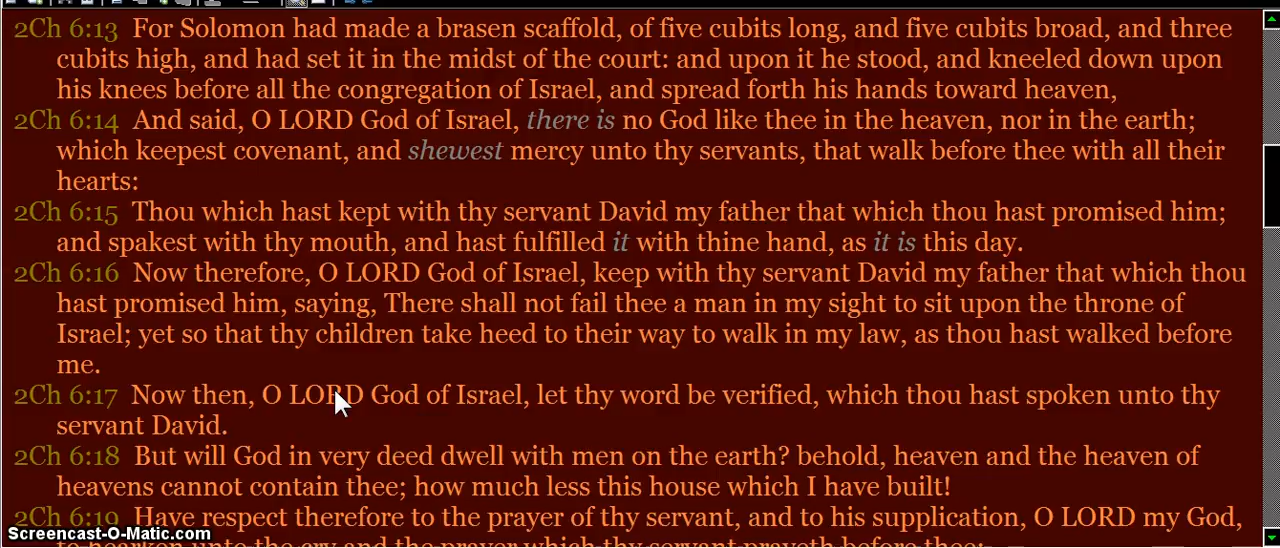 2Ch 6:13 For Solomon had made a brasen scaffold, of five cubits long, and five cubits broad, and three
cubits high, and had set it in the midst of the court: and upon it he stood, and kneeled down upon
his knees before all the congregation of Israel, and spread forth his hands toward heaven,
2Ch 6:14 And said, O LORD God of Israel, there is no God like thee in the heaven, nor in the earth;
which keepest covenant, and shewest mercy unto thy servants, that walk before thee with all their
hearts:
2Ch 6:15 Thou which hast kept with thy servant David my father that which thou hast promised him;
and spakest with thy mouth, and hast fulfilled it with thine hand, as it is this day.
2Ch 6:16 Now therefore, O LORD God of Israel, keep with thy servant David my father that which thou
hast promised him, saying, There shall not fail thee a man in my sight to sit upon the throne of
Israel; yet so that thy children take heed to their way to walk in my law, as thou hast walked before
me.
2Ch 6:17 Now then, O LORD God of Israel, let thy word be verified, which thou hast spoken unto thy
servant David.
2Ch 6:18 But will God in very deed dwell with men on the earth? behold, heaven and the heaven of
heavens cannot contain thee; how much less this house which I have built!
2Ch 6:19 Have respect therefore to the prayer of thy servant, and to his supplication, O LORD my God,
to hearken unto the cry and the prayer which thy servant prayeth before thee:
Screencast-O-Matic.com